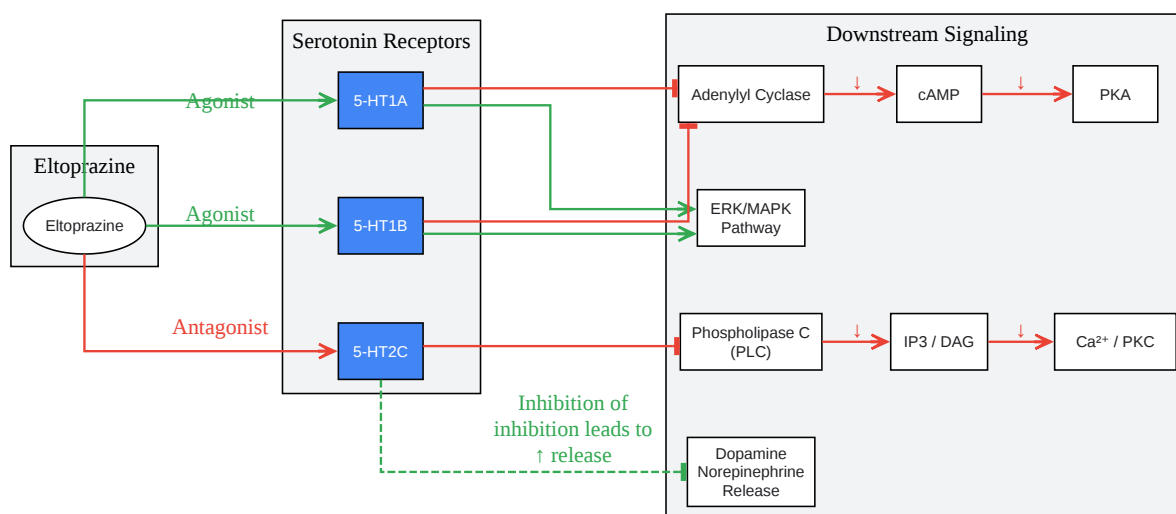 Serotonin Receptors
Downstream Signaling
Agonist
5-HT1A
Adenylyl Cyclase
↓
cAMP
↓
PKA
Eltoprazine
Eltoprazine
Agonist
5-HT1B
ERK/MAPK
Pathway
Antagonist
5-HT2C
Phospholipase C
(PLC)
↓
IP3 / DAG
↓
Ca²⁺ / PKC
Inhibition of
inhibition leads to
↑ release
Dopamine
Norepinephrine
Release